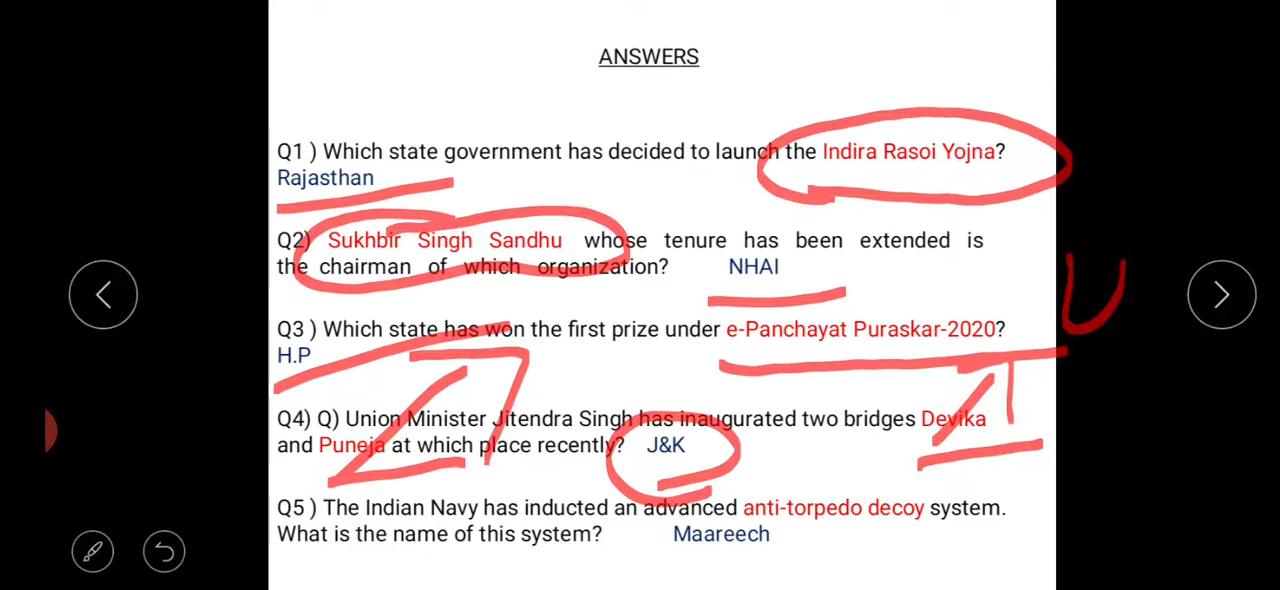 ANSWERS
Q1 ) Which state government has decided to launch the Indira Rasoi Yojna?
Rajasthan
Q2) Sukhbir Singh Sandhu whose tenure has been extended is
the chairman of which organization? NHAI
Q3 ) Which state has won the first prize under e-Panchayat Puraskar-2020?
H.P
Q4) Q) Union Minister Jitendra Singh has inaugurated two bridges Devika
and Puneja at which place recently? J&K
Q5 ) The Indian Navy has inducted an advanced anti-torpedo decoy system.
What is the name of this system? Maareech